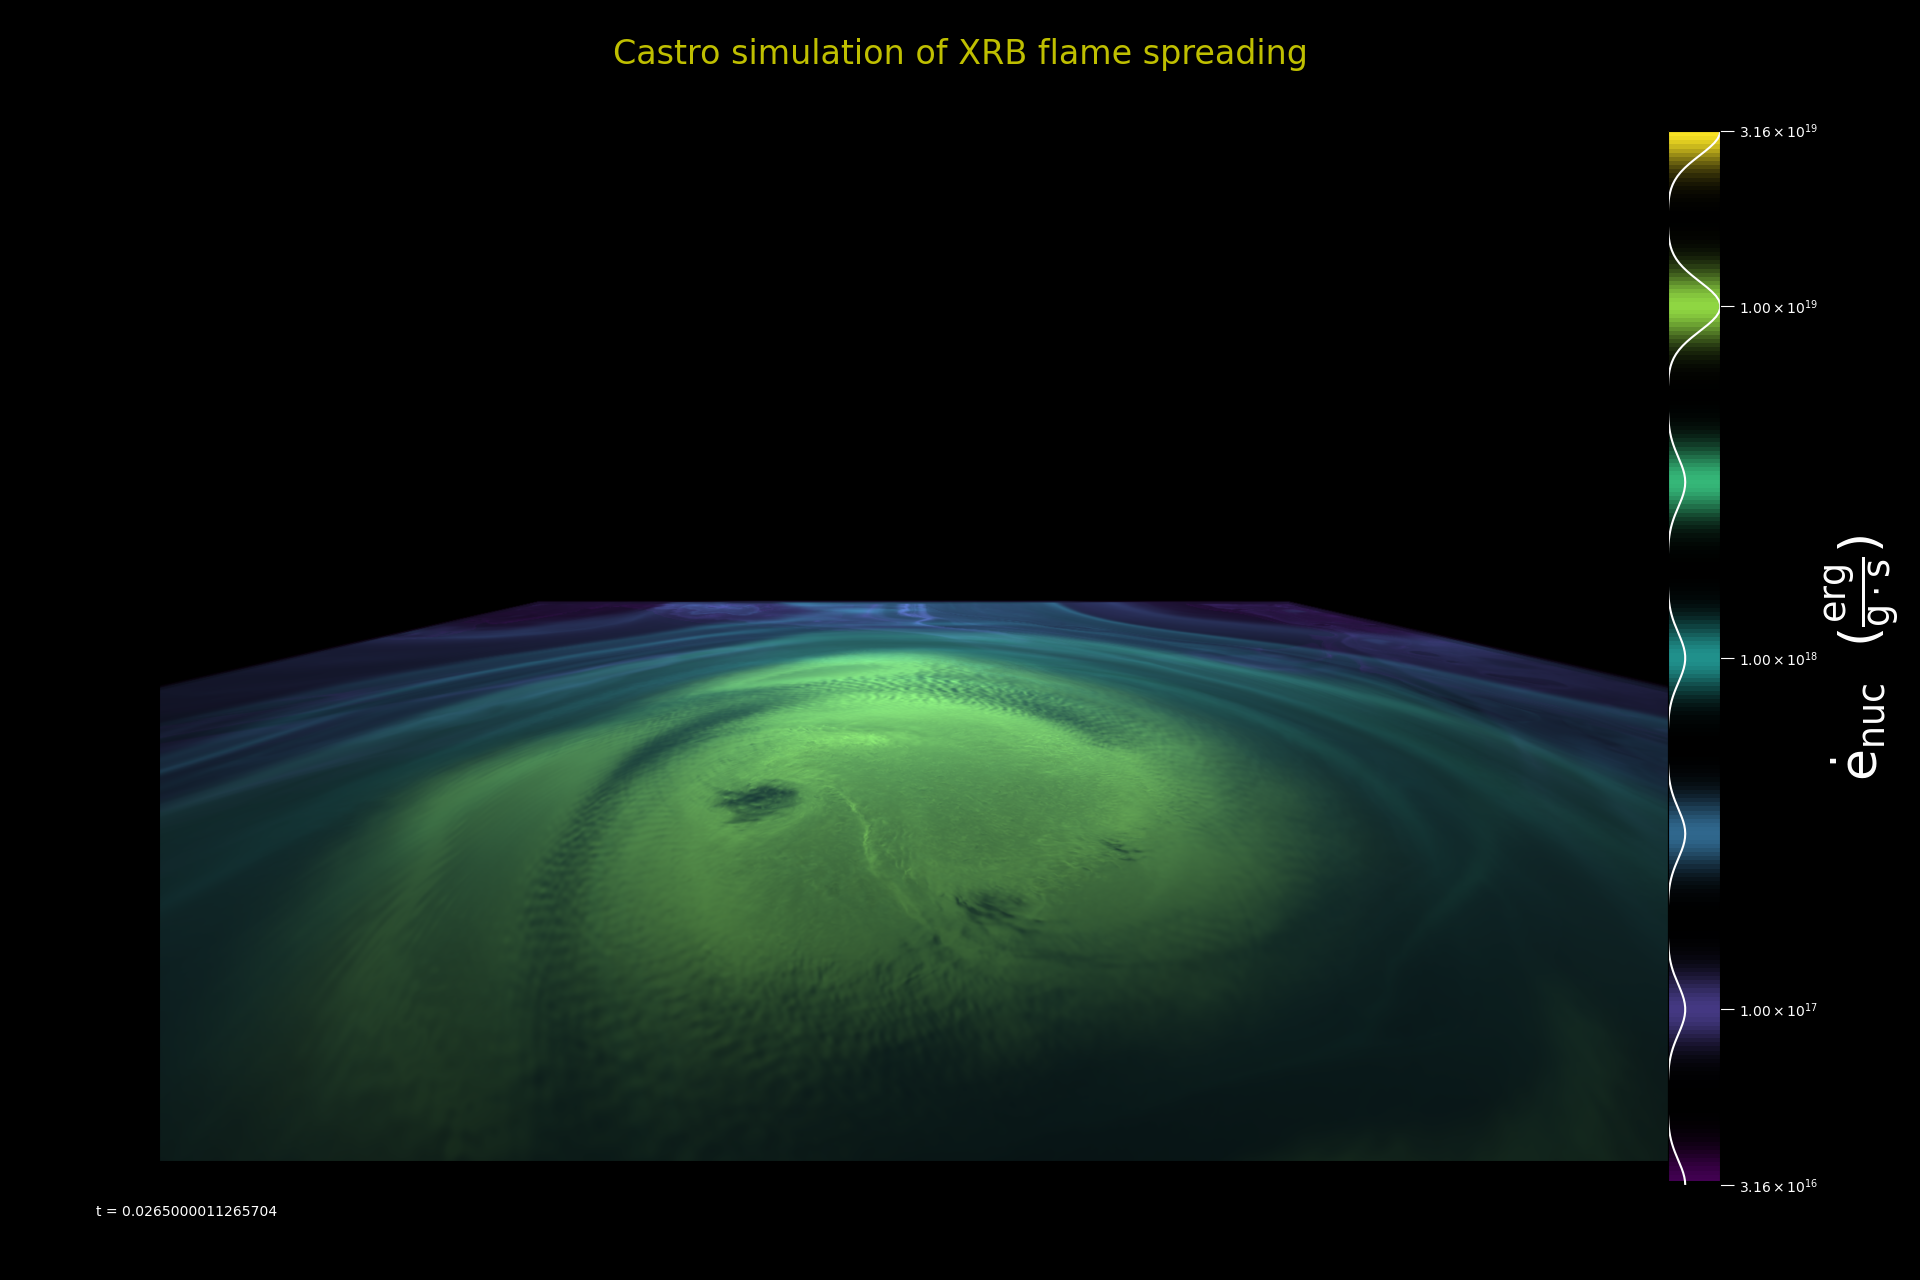 Castro simulation of XRB flame spreading
3.16 × 10¹⁹
1.00 × 10¹⁹
1.00 × 10¹⁸
1.00 × 10¹⁷
3.16 × 10¹⁶
ė_nuc (erg / g · s)
t = 0.0265000011265704